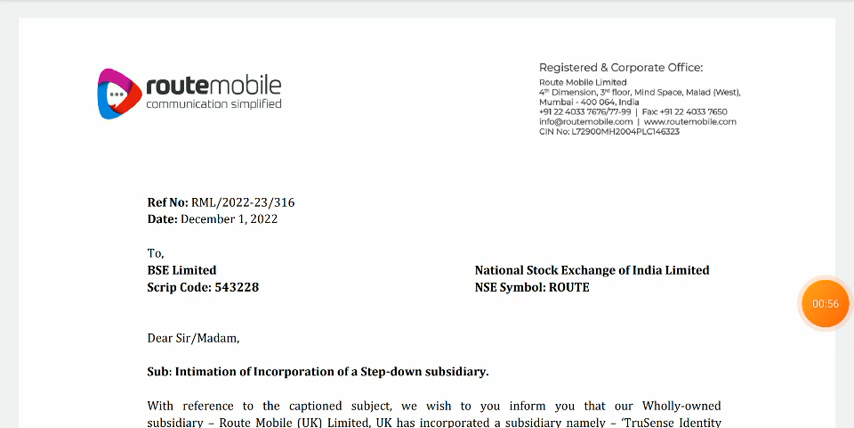 routemobile
communication simplified
Registered & Corporate Office:
Route Mobile Limited
4th Dimension, 3rd floor, Mind Space, Malad (West),
Mumbai - 400 064, India
+91 22 4033 7676/77-99 | Fax: +91 22 4033 7650
info@routemobile.com | www.routemobile.com
CIN No: L72900MH2004PLC146323
Ref No: RML/2022-23/316
Date: December 1, 2022
To,
BSE Limited
Scrip Code: 543228
National Stock Exchange of India Limited
NSE Symbol: ROUTE
00:56
Dear Sir/Madam,
Sub: Intimation of Incorporation of a Step-down subsidiary.
With reference to the captioned subject, we wish to you inform you that our Wholly-owned
subsidiary – Route Mobile (UK) Limited, UK has incorporated a subsidiary namely – ‘TruSense Identity